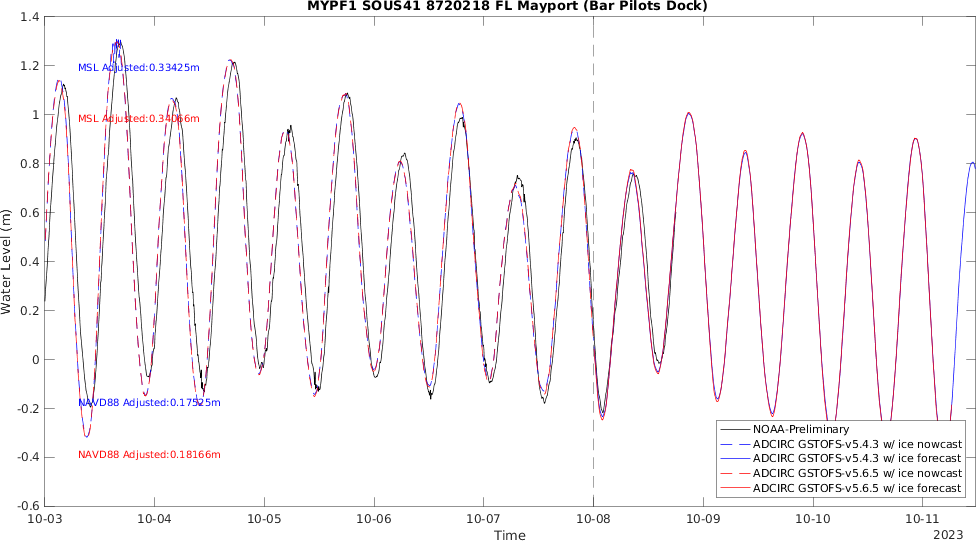 MYPF1 SOUS41 8720218 FL Mayport (Bar Pilots Dock)
1.4
1.2
1
0.8
0.6
0.4
0.2
0
-0.2
-0.4
-0.6
Water Level (m)
MSL Adjusted:0.33425m
MSL Adjusted:0.34066m
NAVD88 Adjusted:0.17525m
NAVD88 Adjusted:0.18166m
NOAA-Preliminary
ADCIRC GSTOFS-v5.4.3 w/ ice nowcast
ADCIRC GSTOFS-v5.4.3 w/ ice forecast
ADCIRC GSTOFS-v5.6.5 w/ ice nowcast
ADCIRC GSTOFS-v5.6.5 w/ ice forecast
10-03 10-04 10-05 10-06 10-07 10-08 10-09 10-10 10-11
Time
2023